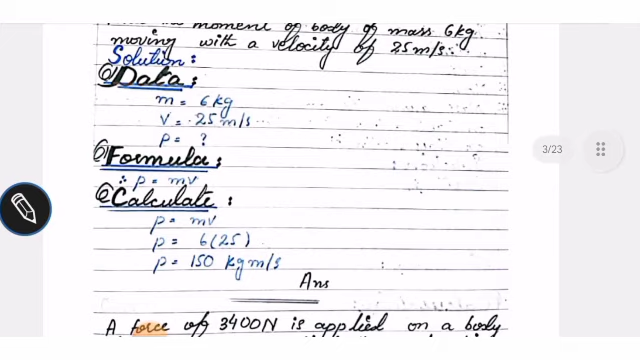 the moment of body of mass 6kg
moving with a velocity of 25m/s.
Solution:
Data:
m = 6kg
v = 25m/s
p = ?
3/23
Formula:
∴ p = mv
Calculate:
p = mv
p = 6(25)
p = 150 kgm/s
Ans
A force of 3400N is applied on a body